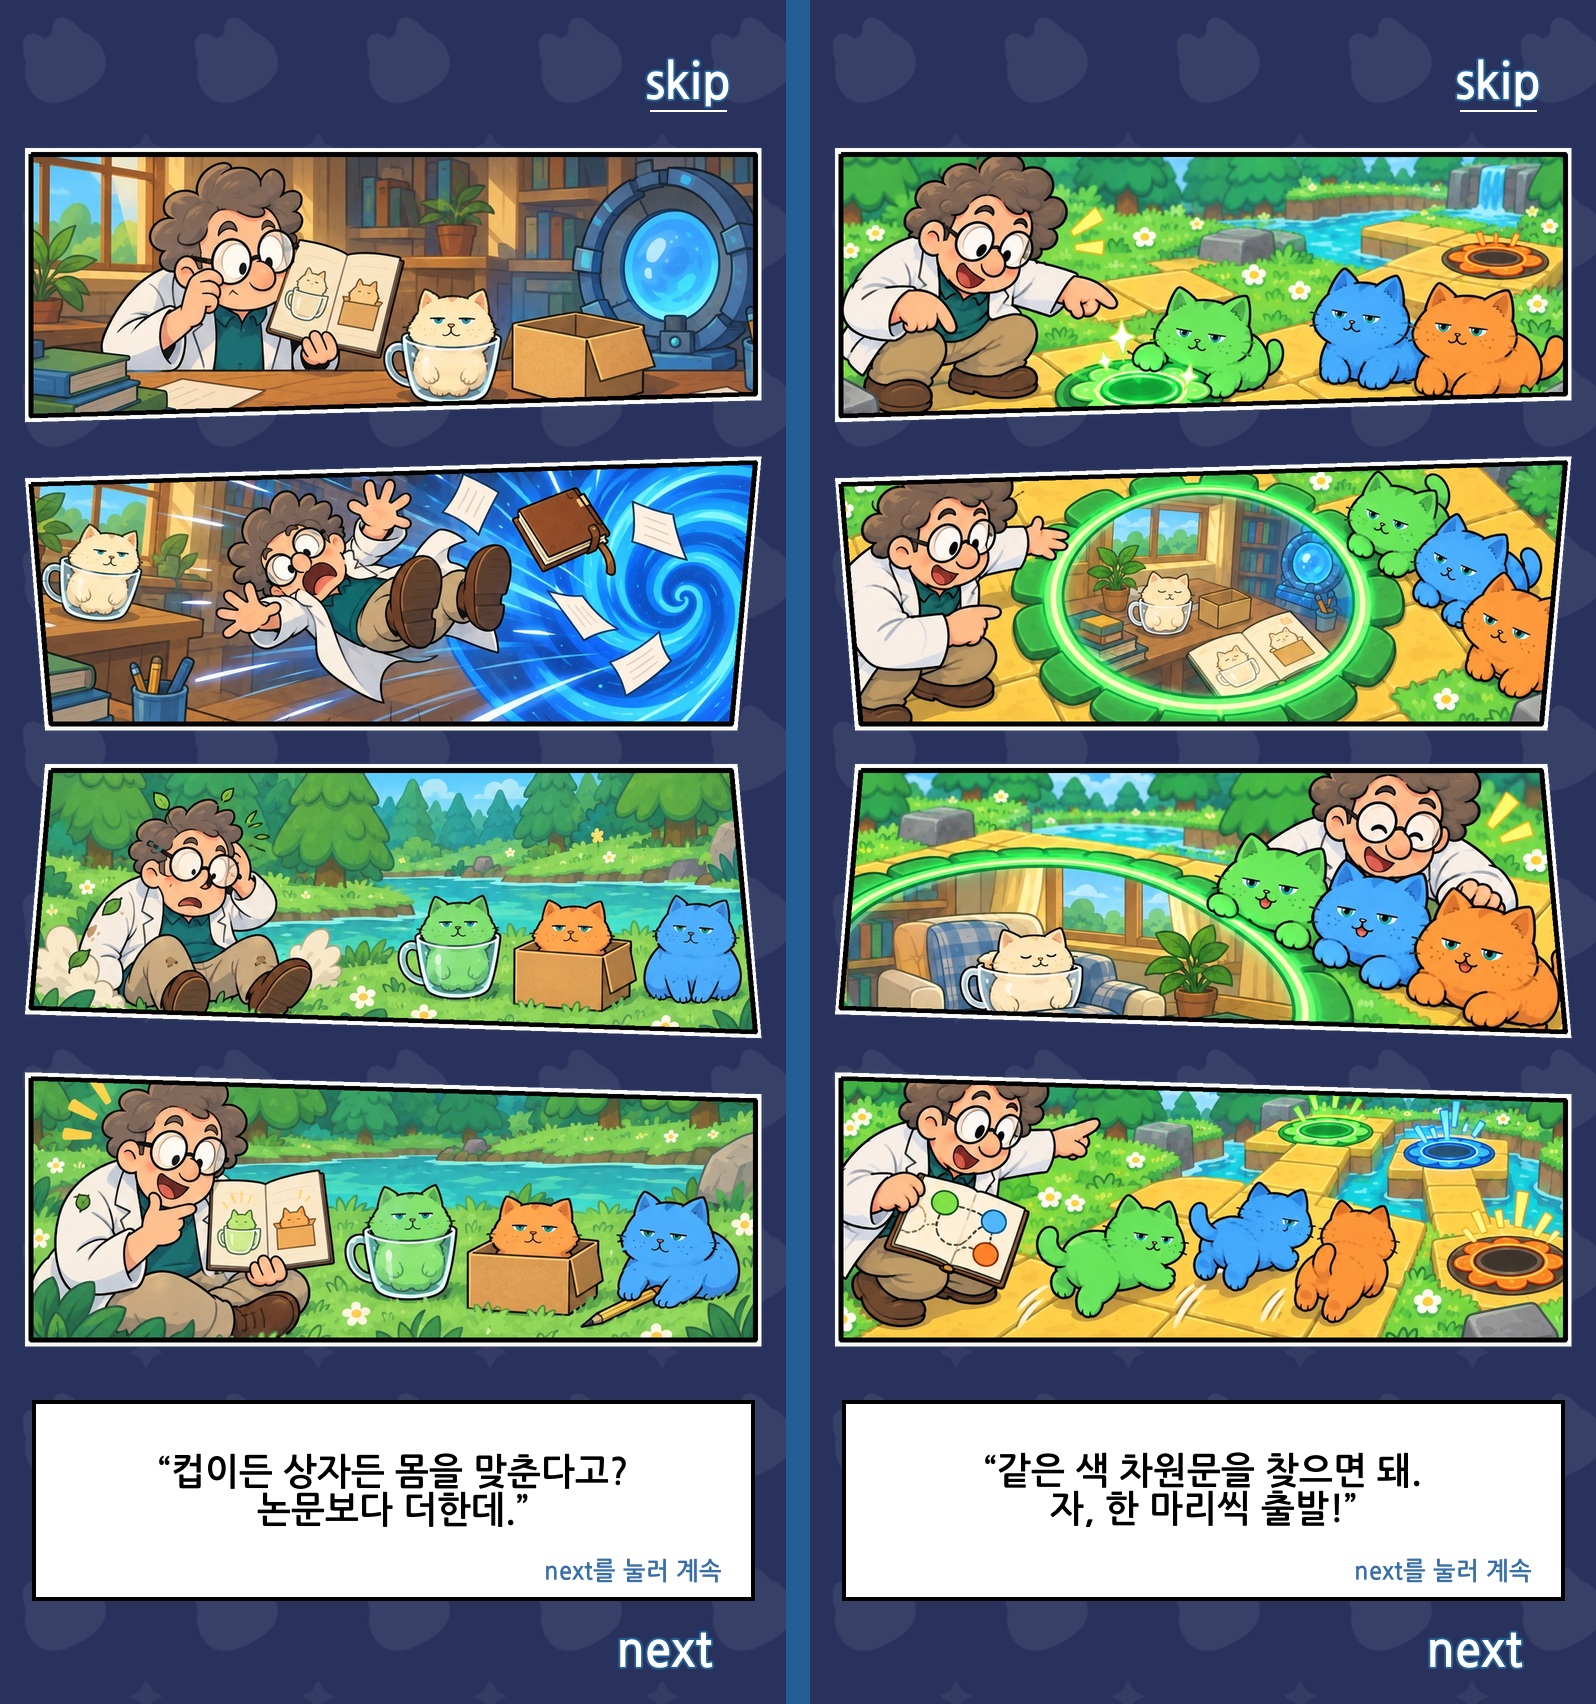 skip
“컵이든 상자든 몸을 맞춘다고?
논문보다 더한데.”
next를 눌러 계속
next
skip
“같은 색 차원문을 찾으면 돼.
자, 한 마리씩 출발!”
next를 눌러 계속
next